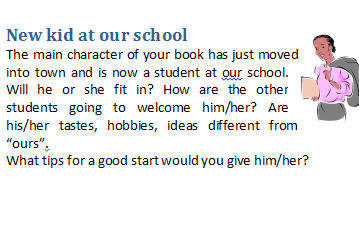 New kid at our school
The main character of your book has just moved
into town and is now a student at our school.
Will he or she fit in? How are the other
students going to welcome him/her? Are
his/her tastes, hobbies, ideas different from
“ours”.
What tips for a good start would you give him/her?